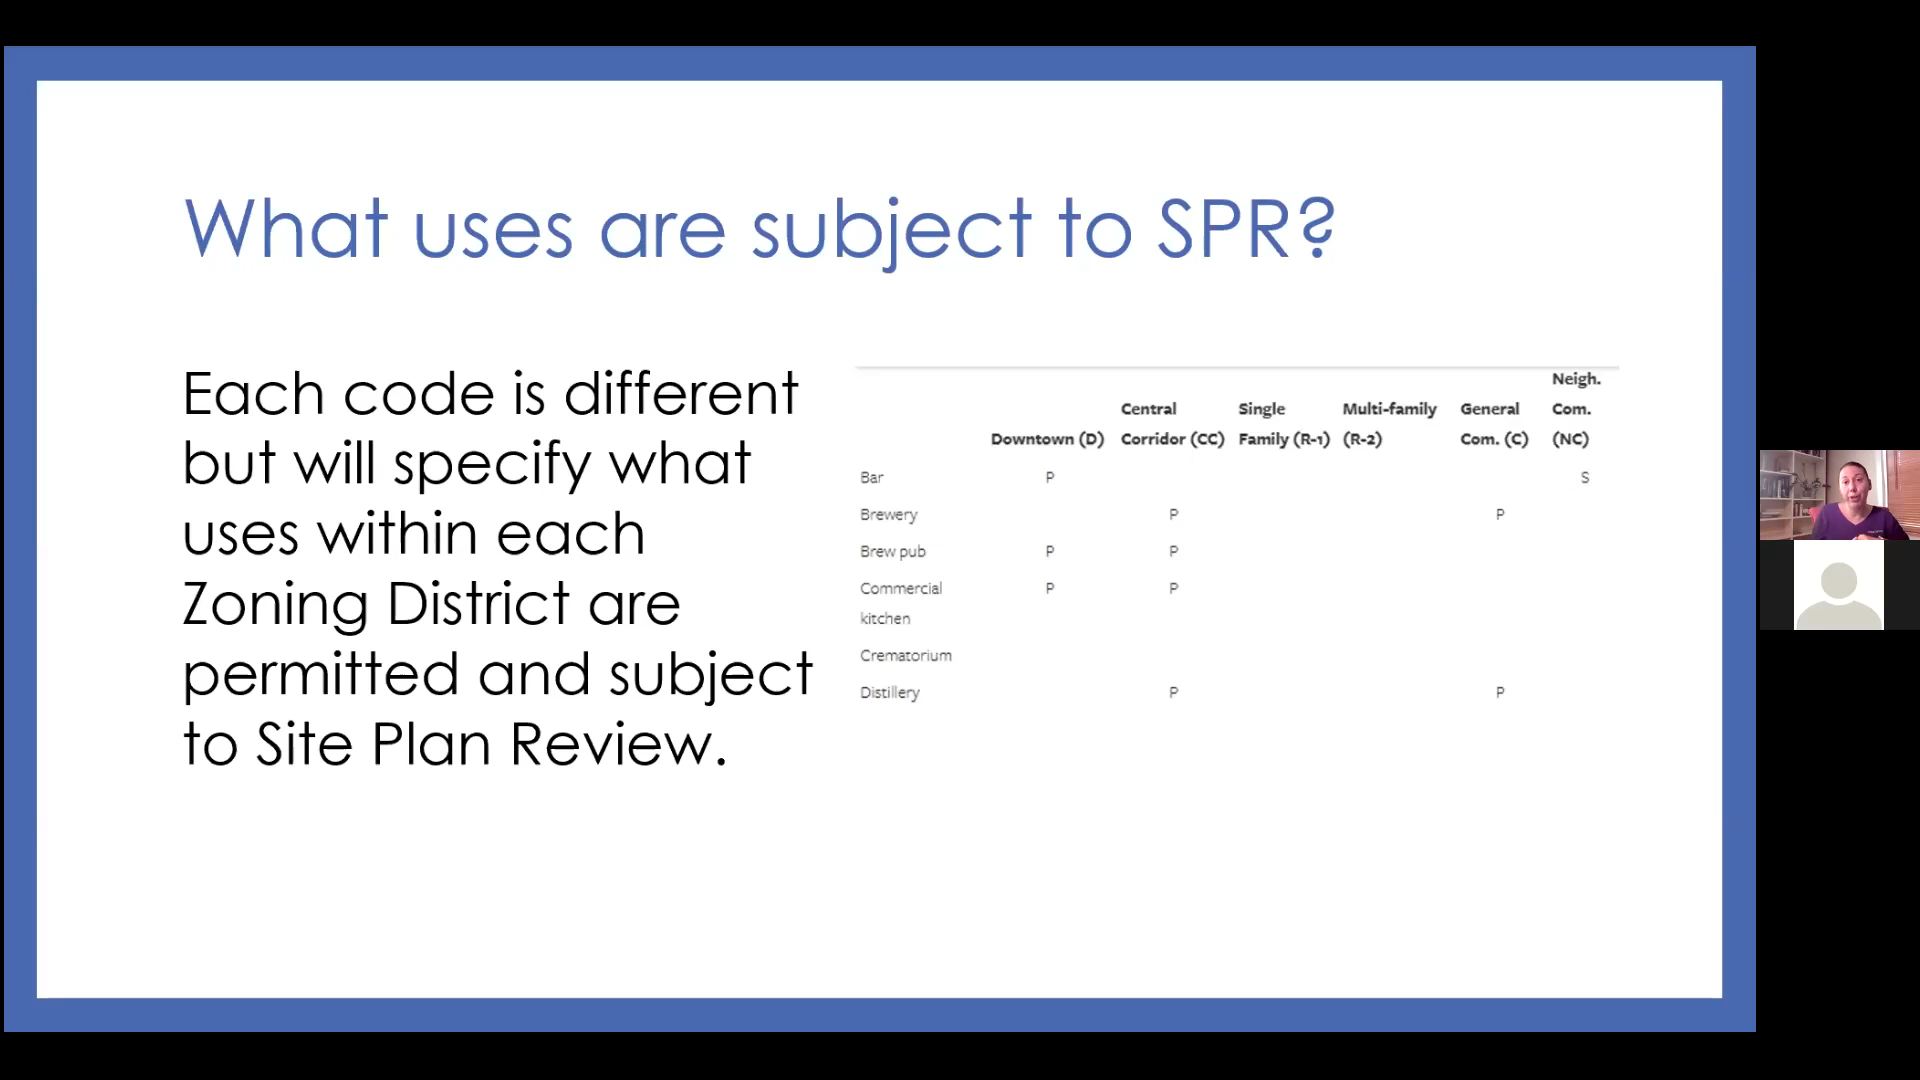 What uses are subject to SPR?
Each code is different
but will specify what
uses within each
Zoning District are
permitted and subject
to Site Plan Review.
Neigh.
Central Single Multi-family General Com.
Downtown (D) Corridor (CC) Family (R-1) (R-2) Com. (C) (NC)
Bar P S
Brewery P P
Brew pub P P
Commercial P P
kitchen
Crematorium
Distillery P P